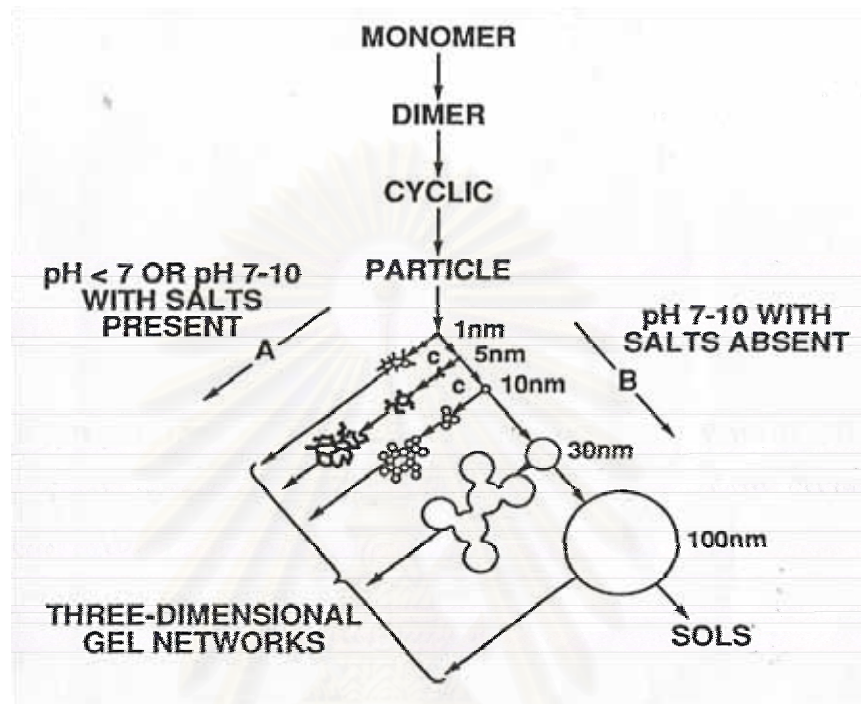 MONOMER
DIMER
CYCLIC
PARTICLE
pH < 7 OR pH 7-10
WITH SALTS
PRESENT
A
pH 7-10 WITH
SALTS ABSENT
B
1nm
c
5nm
c
10nm
30nm
100nm
THREE-DIMENSIONAL
GEL NETWORKS
SOLS